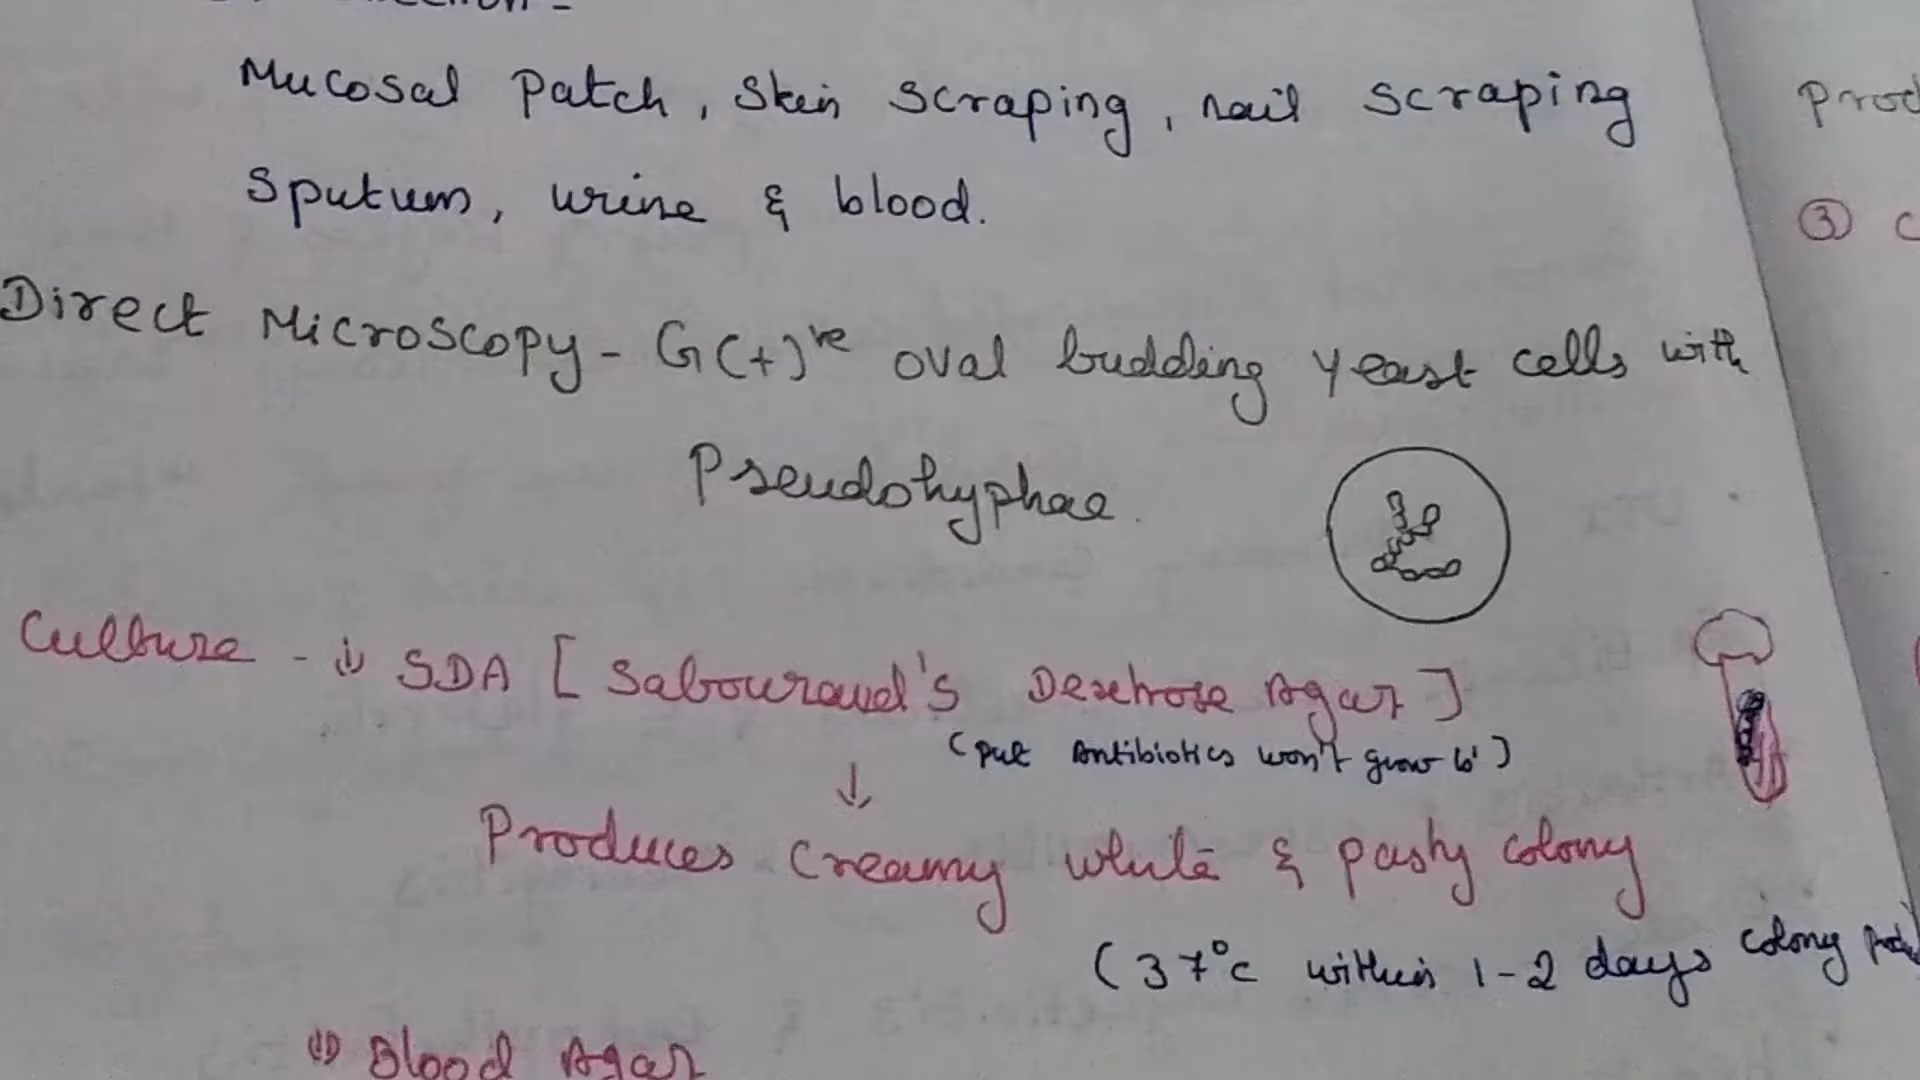 Mucosal Patch, Skin scraping, nail scraping
Sputum, urine & blood.
Direct Microscopy - G(+)ve oval budding yeast cells with
Pseudohyphae.
Culture - i) SDA [ Sabouraud's Dextrose Agar ]
(put Antibiotics won't grow b')
↓
Produces Creamy white & pasty colony
(37°c within 1-2 days colony
ii) Blood Agar
③